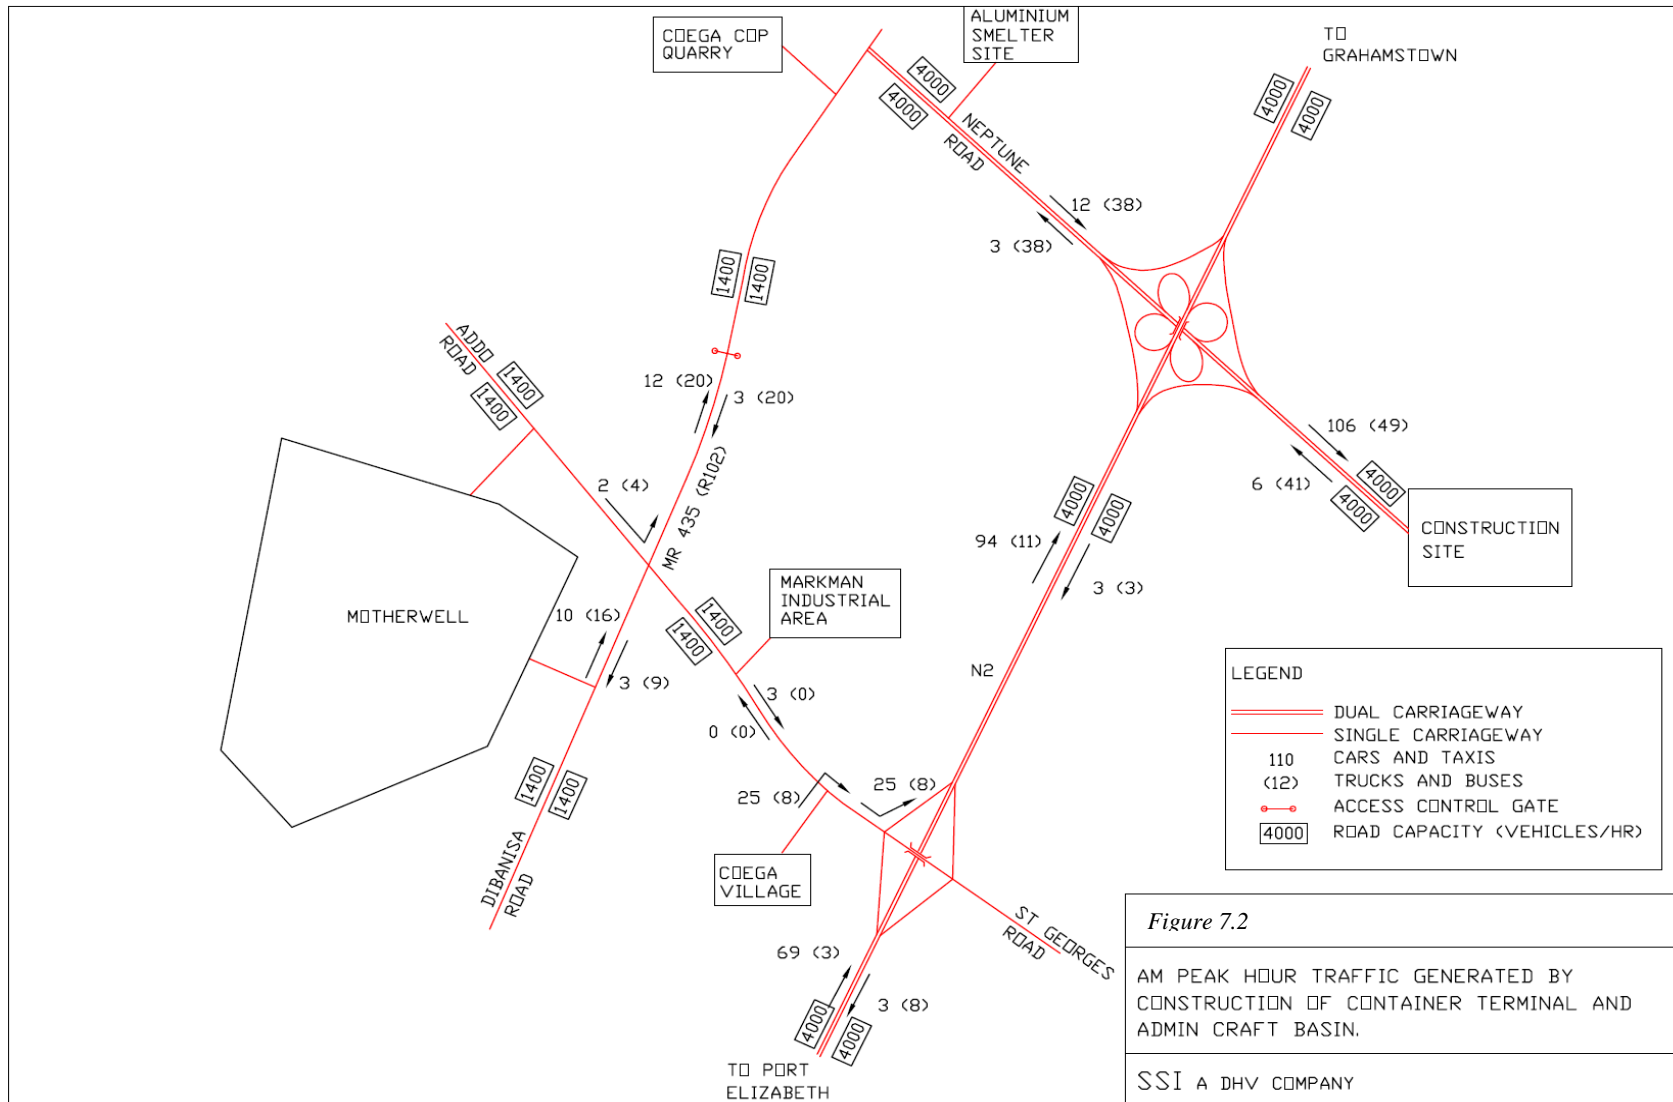 COEGA COP
QUARRY
ALUMINIUM
SMELTER
SITE
TO
GRAHAMSTOWN
4000
4000
4000
4000
NEPTUNE
ROAD
12 (38)
3 (38)
1400
1400
ADDO
ROAD
1400
1400
12 (20)
3 (20)
MR 435 (R102)
2 (4)
106 (49)
6 (41)
4000
4000
CONSTRUCTION
SITE
4000
4000
94 (11)
3 (3)
MOTHERWELL
10 (16)
3 (9)
1400
1400
MARKMAN
INDUSTRIAL
AREA
N2
3 (0)
0 (0)
25 (8)
25 (8)
1400
1400
DIBANISA
ROAD
COEGA
VILLAGE
ST GEORGES
ROAD
69 (3)
3 (8)
4000
4000
TO PORT
ELIZABETH
LEGEND
DUAL CARRIAGEWAY
SINGLE CARRIAGEWAY
110 CARS AND TAXIS
(12) TRUCKS AND BUSES
ACCESS CONTROL GATE
4000 ROAD CAPACITY (VEHICLES/HR)
Figure 7.2
AM PEAK HOUR TRAFFIC GENERATED BY
CONSTRUCTION OF CONTAINER TERMINAL AND
ADMIN CRAFT BASIN.
SSI A DHV COMPANY